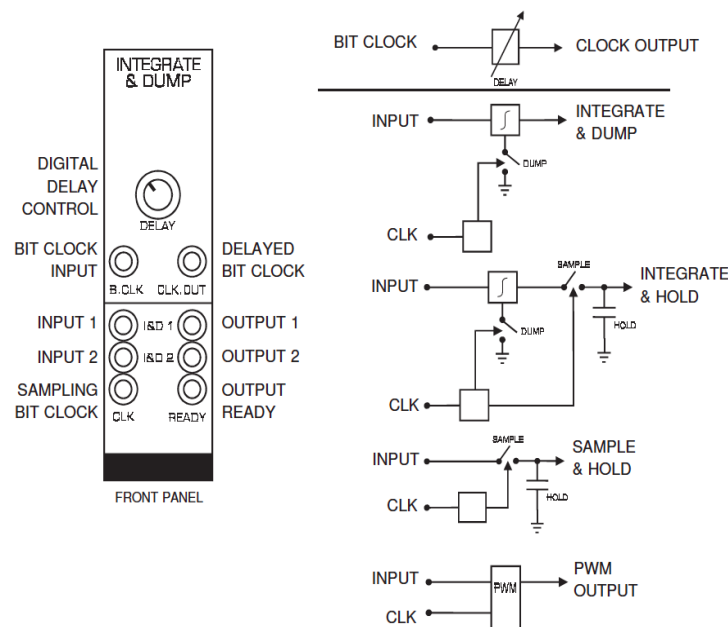 INTEGRATE
& DUMP
DIGITAL
DELAY
CONTROL
DELAY
BIT CLOCK
INPUT
DELAYED
BIT CLOCK
B.CLK
CLK.OUT
INPUT 1
I&D 1
OUTPUT 1
INPUT 2
I&D 2
OUTPUT 2
SAMPLING
BIT CLOCK
OUTPUT
READY
CLK
READY
FRONT PANEL
BIT CLOCK
CLOCK OUTPUT
DELAY
INPUT
∫
INTEGRATE
& DUMP
DUMP
CLK
INPUT
∫
SAMPLE
INTEGRATE
& HOLD
HOLD
DUMP
CLK
INPUT
SAMPLE
SAMPLE
& HOLD
HOLD
CLK
INPUT
PWM
PWM
OUTPUT
CLK